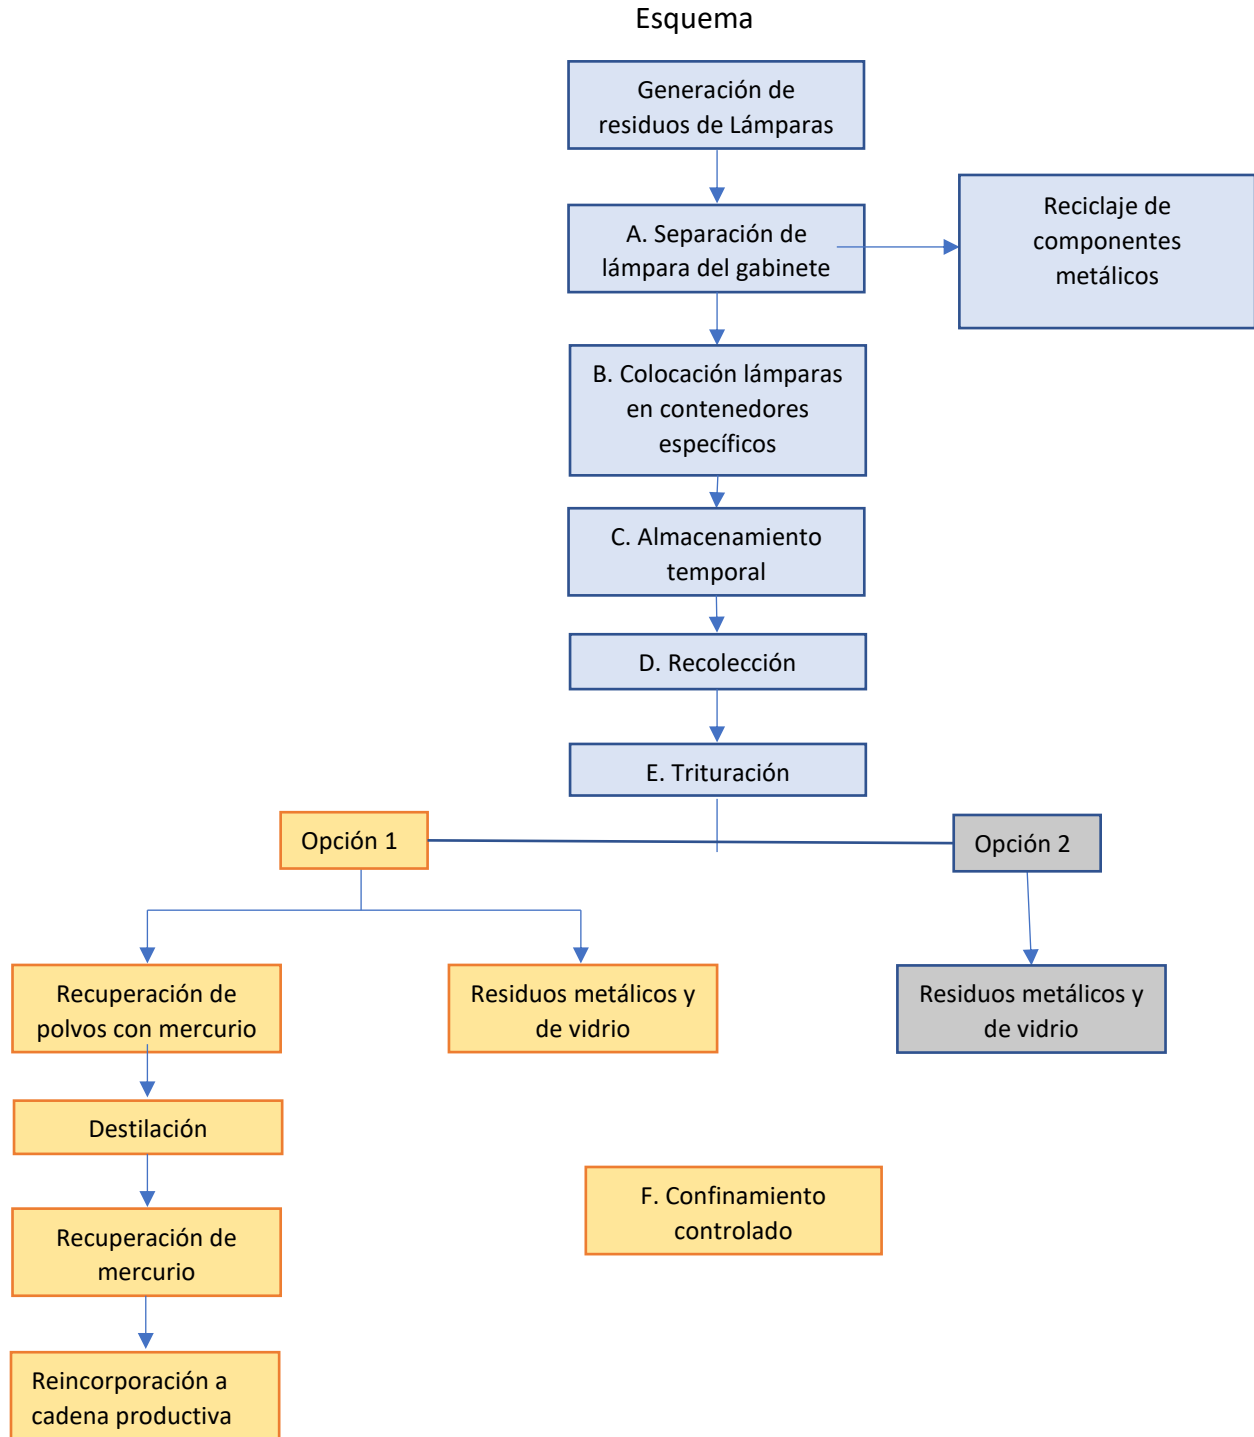 Esquema
Generación de
residuos de Lámparas
A. Separación de
lámpara del gabinete
Reciclaje de
componentes
metálicos
B. Colocación lámparas
en contenedores
específicos
C. Almacenamiento
temporal
D. Recolección
E. Trituración
Opción 1
Opción 2
Recuperación de
polvos con mercurio
Residuos metálicos y
de vidrio
Residuos metálicos y
de vidrio
Destilación
F. Confinamiento
controlado
Recuperación de
mercurio
Reincorporación a
cadena productiva